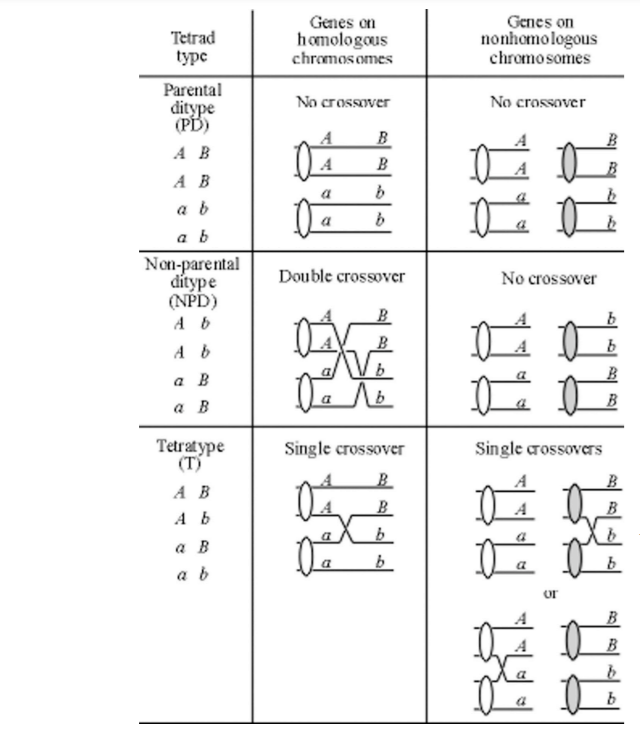 Tetrad
type
Genes on
homologous
chromosomes
Genes on
nonhomologous
chromosomes
Parental
ditype
(PD)
A B
A B
a b
a b
No crossover
A B
A B
a b
a b
No crossover
A B
A B
a b
a b
Non-parental
ditype
(NPD)
A b
A b
a B
a B
Double crossover
A B
A B
a b
a b
No crossover
A b
A b
a B
a B
Tetratype
(T)
A B
A b
a B
a b
Single crossover
A B
A B
a b
a b
Single crossovers
A B
A B
a b
a b
or
A B
A B
a b
a b